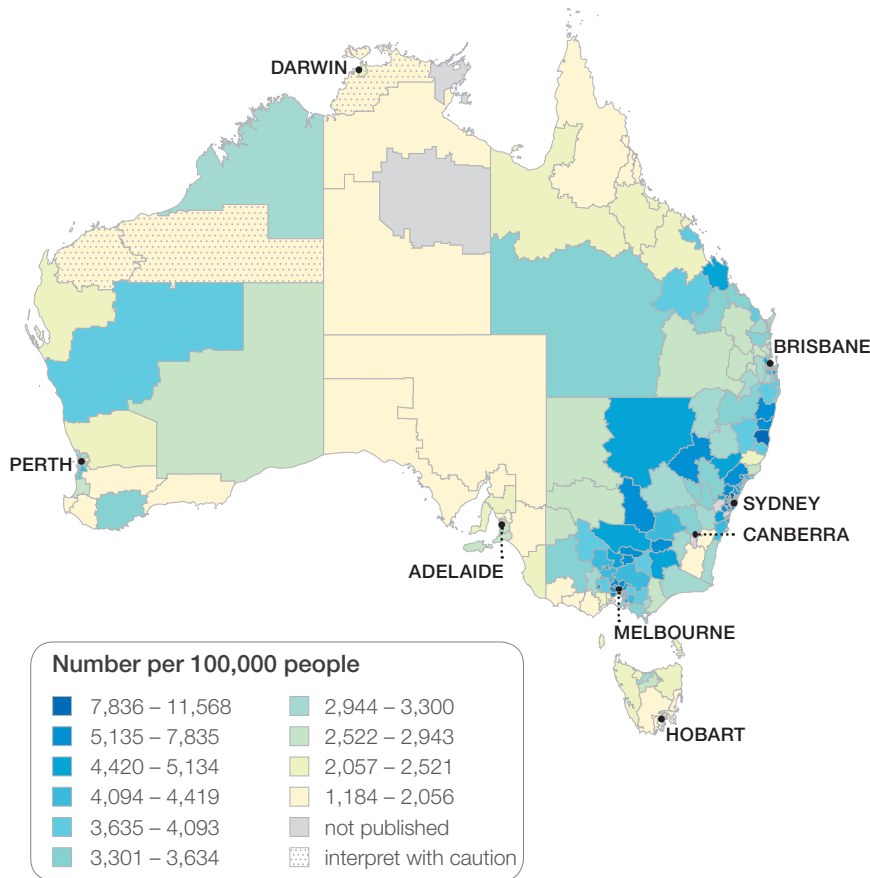 DARWIN
BRISBANE
PERTH
SYDNEY
CANBERRA
ADELAIDE
MELBOURNE
HOBART
Number per 100,000 people
7,836 – 11,568
5,135 – 7,835
4,420 – 5,134
4,094 – 4,419
3,635 – 4,093
3,301 – 3,634
2,944 – 3,300
2,522 – 2,943
2,057 – 2,521
1,184 – 2,056
not published
interpret with caution